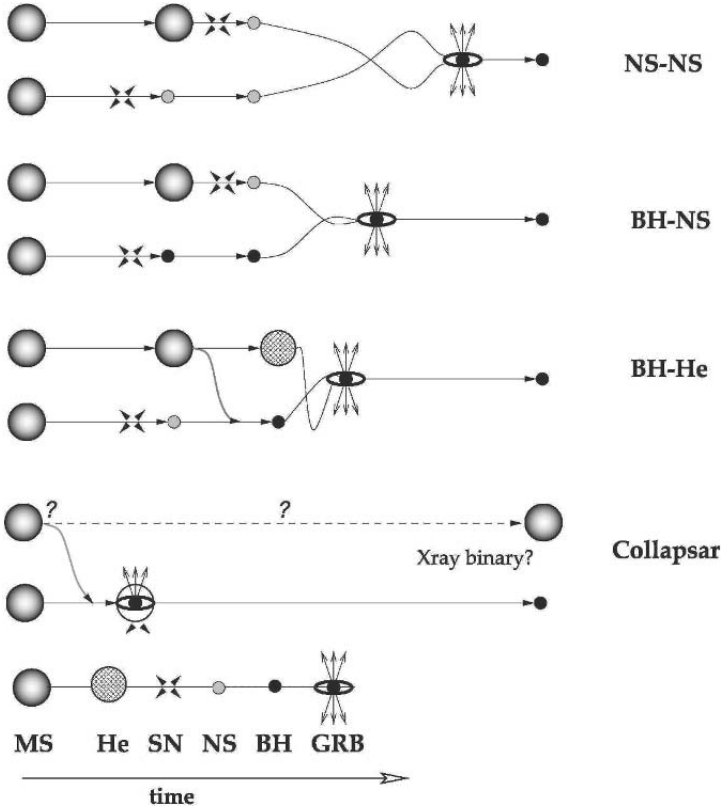 NS-NS
BH-NS
BH-He
? ?
Xray binary?
Collapsar
MS He SN NS BH GRB
time